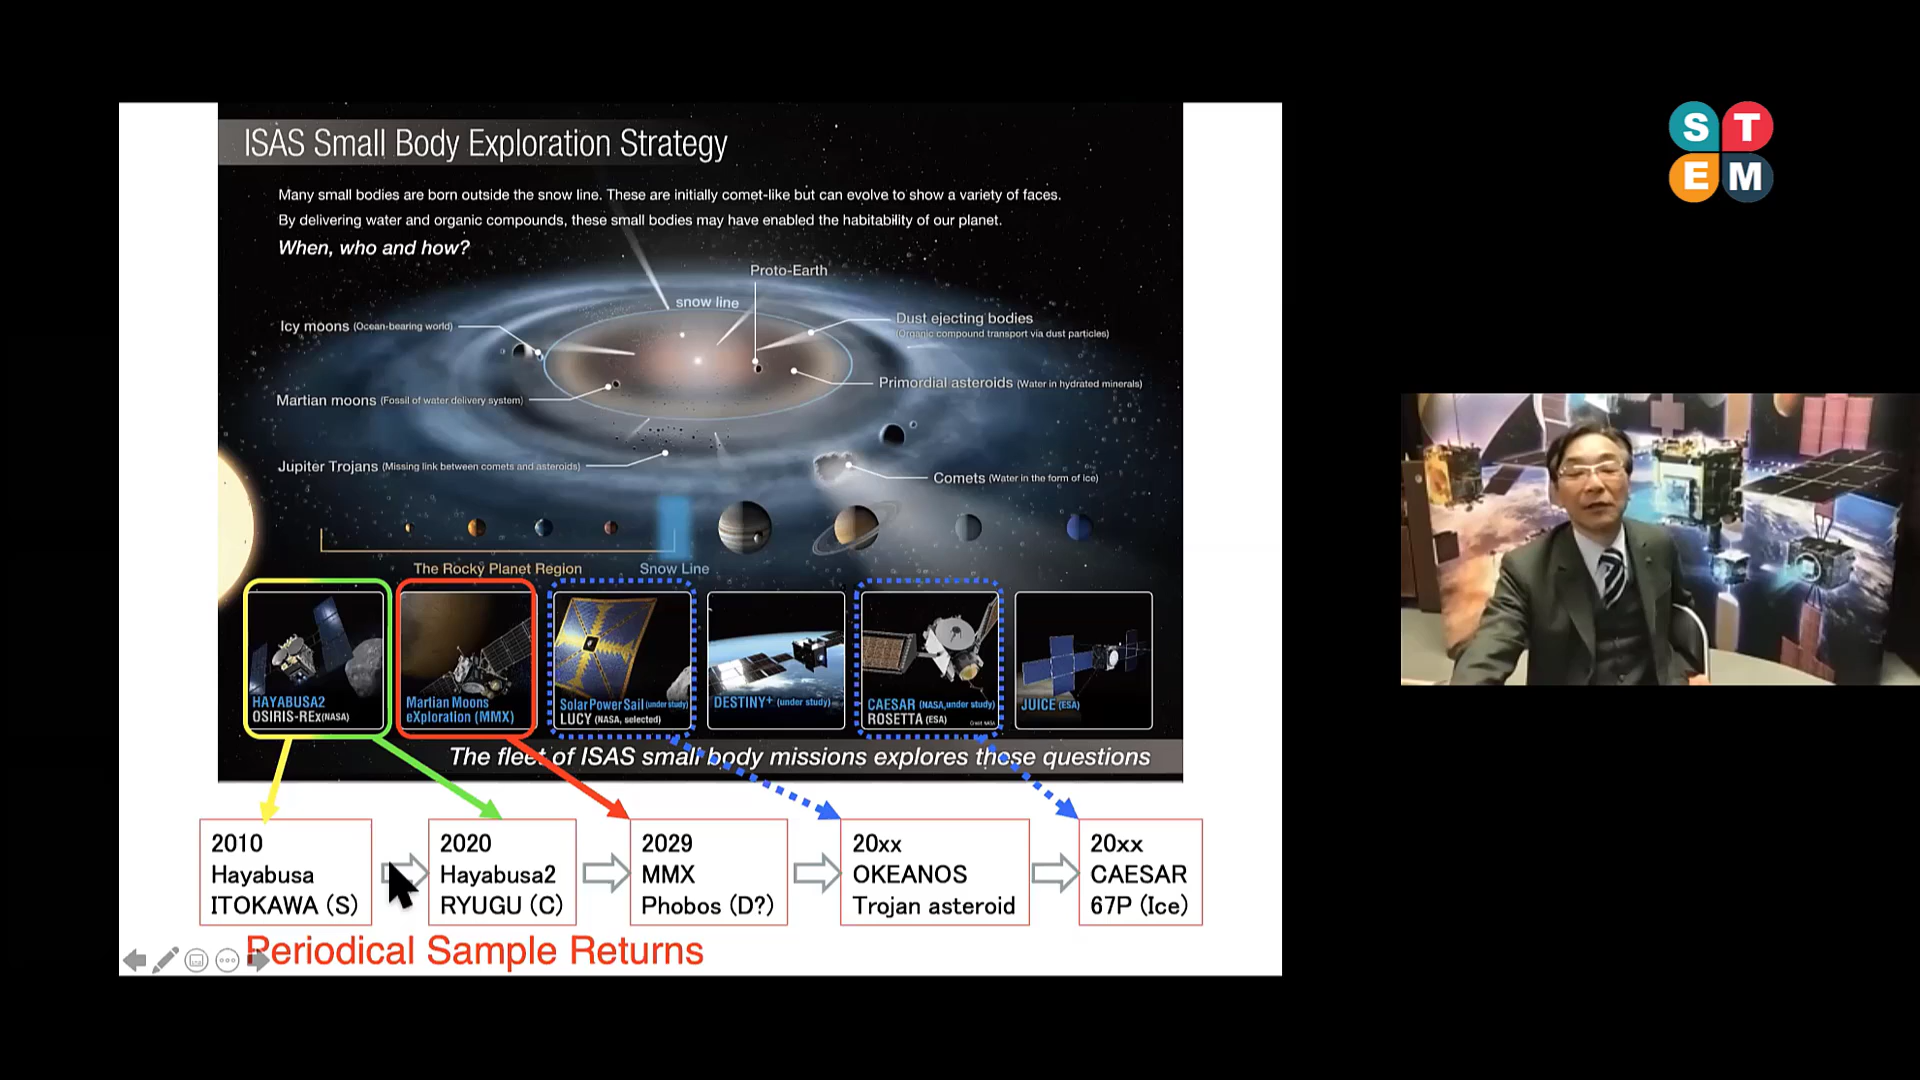 ISAS Small Body Exploration Strategy
Many small bodies are born outside the snow line. These are initially comet-like but can evolve to show a variety of faces.
By delivering water and organic compounds, these small bodies may have enabled the habitability of our planet.
When, who and how?
Proto-Earth
snow line
Icy moons (Ocean-bearing world)
Dust ejecting bodies
(Organic compound transport via dust particles)
Primordial asteroids (Water in hydrated minerals)
Martian moons (Fossil of water delivery system)
Jupiter Trojans (Missing link between comets and asteroids)
Comets (Water in the form of ice)
The Rocky Planet Region
Snow Line
HAYABUSA2
OSIRIS-REx(NASA)
Martian Moons
eXploration (MMX)
Solar Power Sail (under study)
LUCY (NASA, selected)
DESTINY+ (under study)
CAESAR (NASA,under study)
ROSETTA (ESA)
Credit: NASA
JUICE (ESA)
The fleet of ISAS small body missions explores these questions
2010
Hayabusa
ITOKAWA (S)
2020
Hayabusa2
RYUGU (C)
2029
MMX
Phobos (D?)
20xx
OKEANOS
Trojan asteroid
20xx
CAESAR
67P (Ice)
Periodical Sample Returns
S T
E M